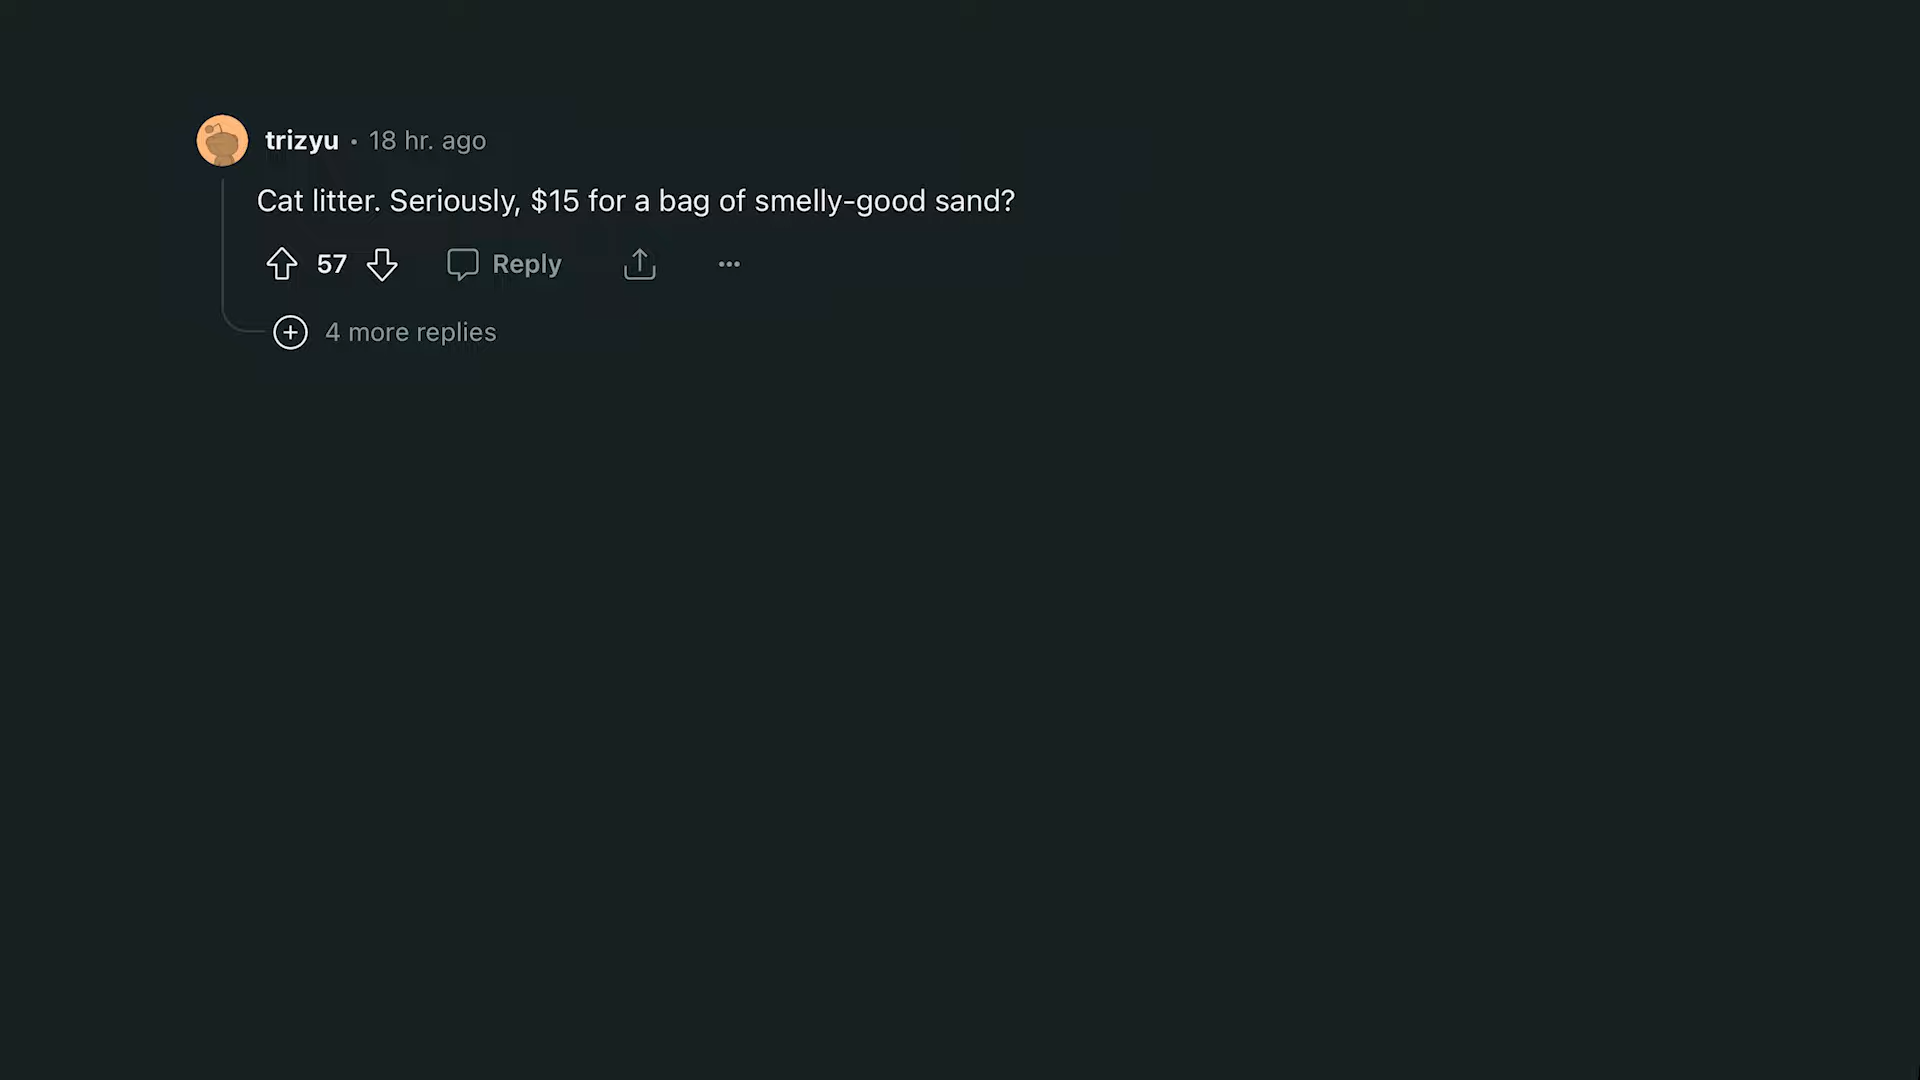 trizyu • 18 hr. ago
Cat litter. Seriously, $15 for a bag of smelly-good sand?
57 Reply
4 more replies